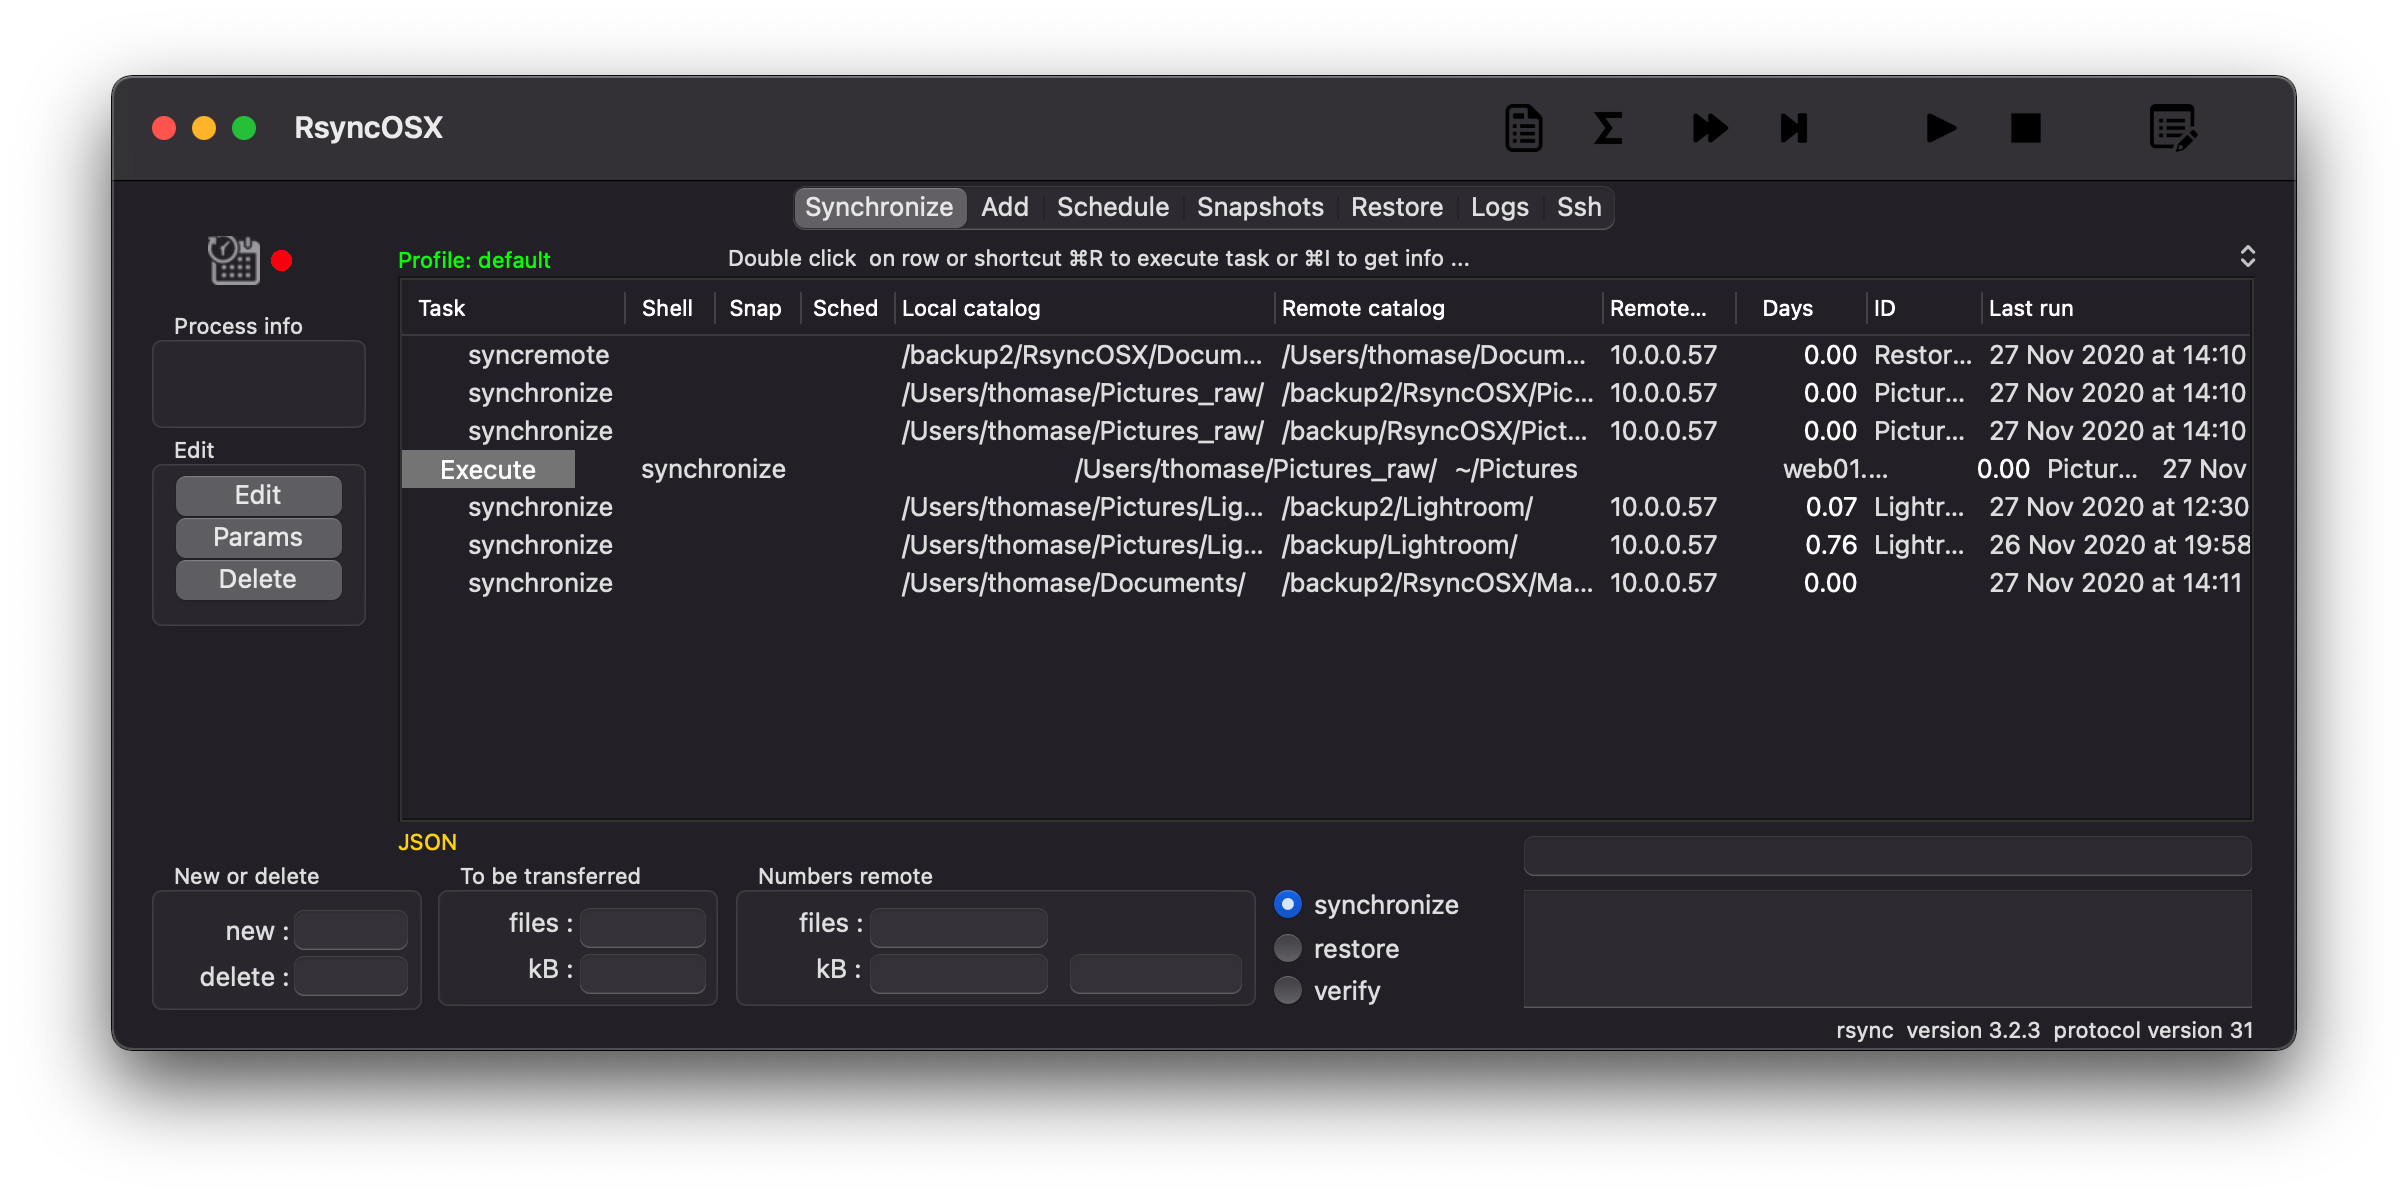 RsyncOSX
Synchronize Add Schedule Snapshots Restore Logs Ssh
Profile: default Double click on row or shortcut ⌘R to execute task or ⌘I to get info ...
Process info
Edit
Edit
Params
Delete
Task Shell Snap Sched Local catalog Remote catalog Remote... Days ID Last run
syncremote /backup2/RsyncOSX/Docum... /Users/thomase/Docum... 10.0.0.57 0.00 Restor... 27 Nov 2020 at 14:10
synchronize /Users/thomase/Pictures_raw/ /backup2/RsyncOSX/Pic... 10.0.0.57 0.00 Pictur... 27 Nov 2020 at 14:10
synchronize /Users/thomase/Pictures_raw/ /backup/RsyncOSX/Pict... 10.0.0.57 0.00 Pictur... 27 Nov 2020 at 14:10
Execute synchronize /Users/thomase/Pictures_raw/ ~/Pictures web01.... 0.00 Pictur... 27 Nov
synchronize /Users/thomase/Pictures/Lig... /backup2/Lightroom/ 10.0.0.57 0.07 Lightr... 27 Nov 2020 at 12:30
synchronize /Users/thomase/Pictures/Lig... /backup/Lightroom/ 10.0.0.57 0.76 Lightr... 26 Nov 2020 at 19:58
synchronize /Users/thomase/Documents/ /backup2/RsyncOSX/Ma... 10.0.0.57 0.00 27 Nov 2020 at 14:11
JSON
New or delete
new :
delete :
To be transferred
files :
kB :
Numbers remote
files :
kB :
synchronize
restore
verify
rsync version 3.2.3 protocol version 31